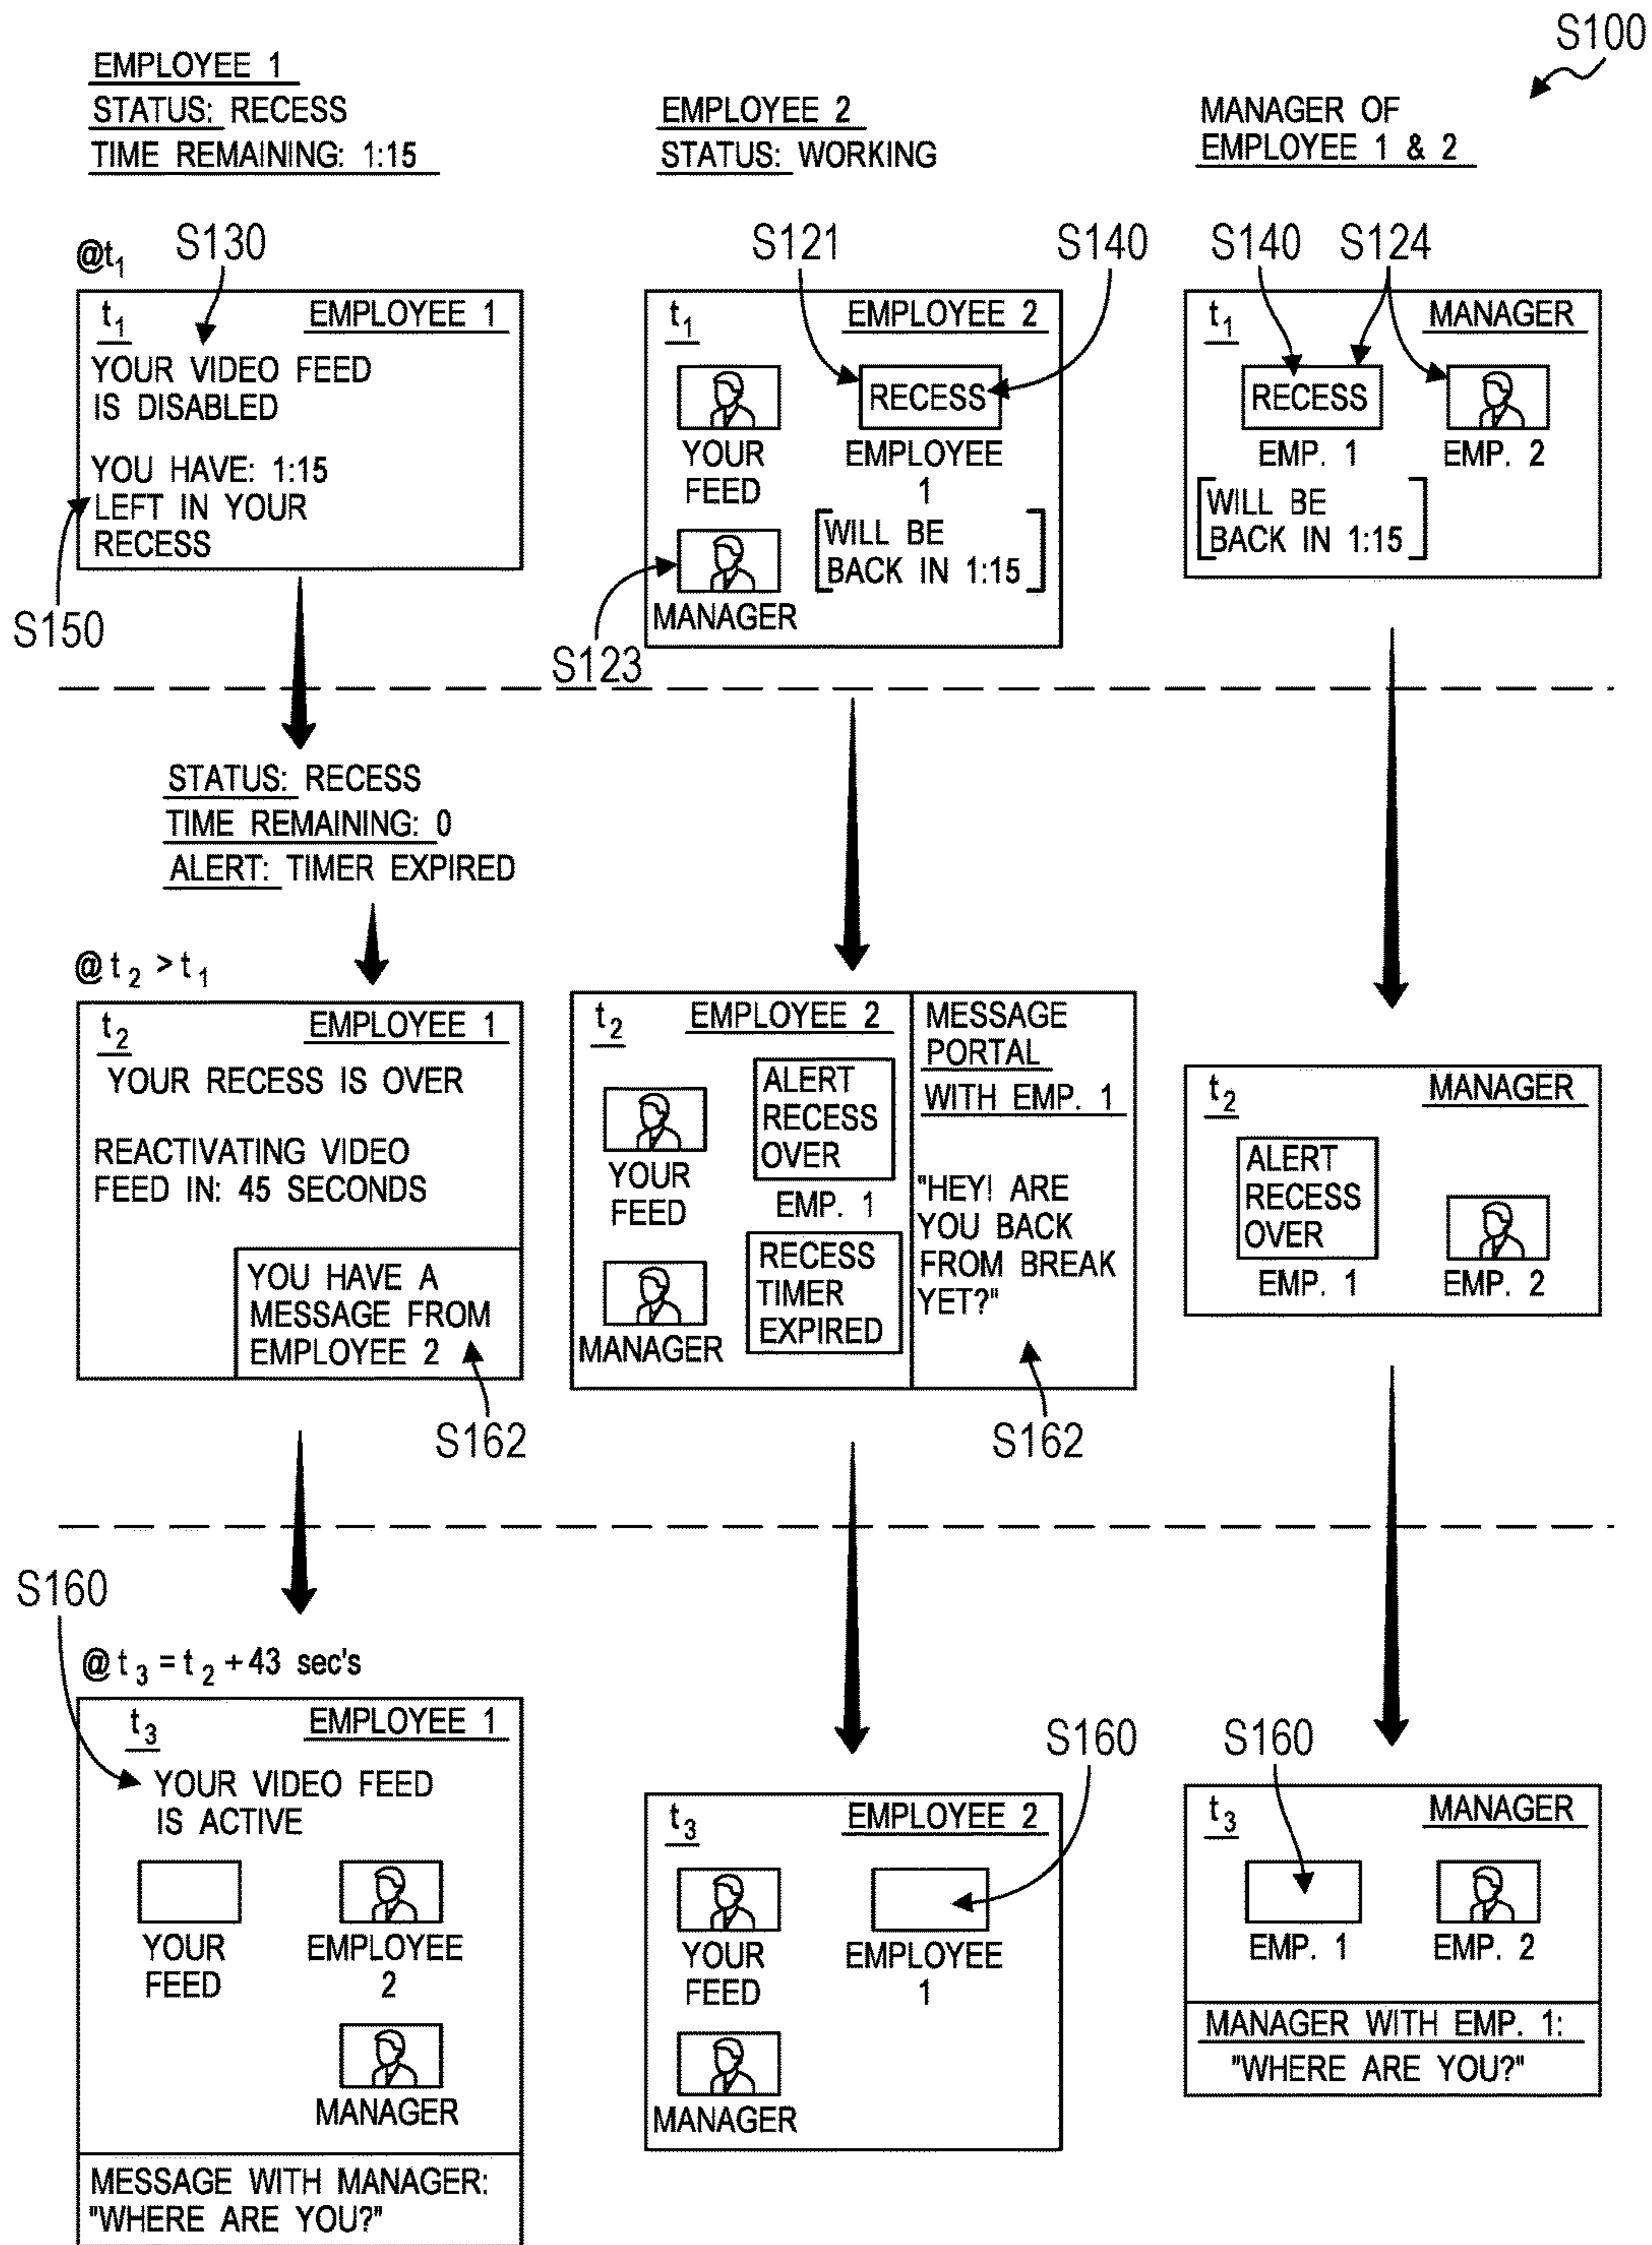 S100
EMPLOYEE 1
STATUS: RECESS
TIME REMAINING: 1:15
EMPLOYEE 2
STATUS: WORKING
MANAGER OF
EMPLOYEE 1 & 2
@t1
S130
t1
EMPLOYEE 1
YOUR VIDEO FEED
IS DISABLED
YOU HAVE: 1:15
LEFT IN YOUR
RECESS
S150
S121
S140
t1
EMPLOYEE 2
RECESS
YOUR
FEED
EMPLOYEE
1
WILL BE
BACK IN 1:15
MANAGER
S123
S140
S124
t1
MANAGER
RECESS
EMP. 1
EMP. 2
WILL BE
BACK IN 1:15
STATUS: RECESS
TIME REMAINING: 0
ALERT: TIMER EXPIRED
@ t2 > t1
t2
EMPLOYEE 1
YOUR RECESS IS OVER
REACTIVATING VIDEO
FEED IN: 45 SECONDS
YOU HAVE A
MESSAGE FROM
EMPLOYEE 2
S162
t2
EMPLOYEE 2
ALERT
RECESS
OVER
YOUR
FEED
EMP. 1
RECESS
TIMER
EXPIRED
MANAGER
MESSAGE
PORTAL
WITH EMP. 1
"HEY! ARE
YOU BACK
FROM BREAK
YET?"
S162
t2
MANAGER
ALERT
RECESS
OVER
EMP. 1
EMP. 2
S160
@ t3 = t2 + 43 sec's
t3
EMPLOYEE 1
YOUR VIDEO FEED
IS ACTIVE
YOUR
FEED
EMPLOYEE
2
MANAGER
MESSAGE WITH MANAGER:
"WHERE ARE YOU?"
S160
t3
EMPLOYEE 2
YOUR
FEED
EMPLOYEE
1
MANAGER
S160
t3
MANAGER
EMP. 1
EMP. 2
MANAGER WITH EMP. 1:
"WHERE ARE YOU?"